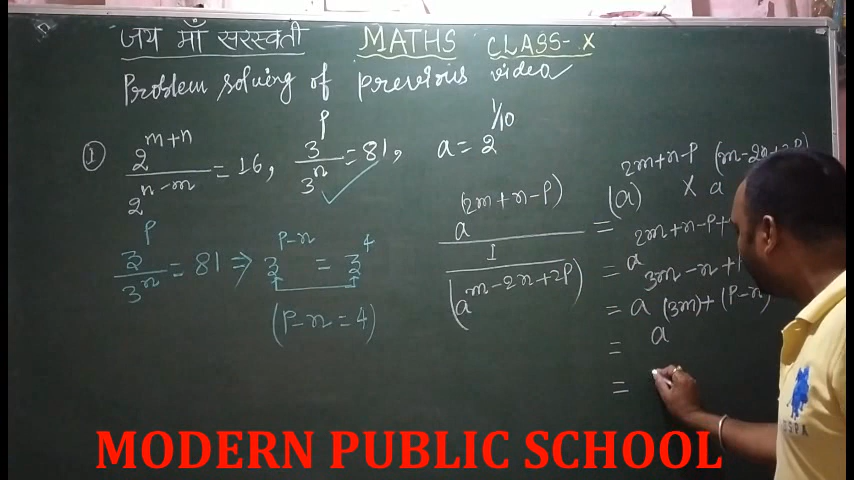 जय माँ सरस्वती MATHS CLASS-X
Problem solving of previous video
① 2^(m+n) / 2^(n-m) = 16, 3^p / 3^n = 81, a = 2^(1/10)
3^p / 3^n = 81 ⇒ 3^(p-n) = 3^4
(p-n = 4)
a^(2m+n-p) / (1 / (a^(m-2n+2p))) = (a)^(2m+n-p) × a^(m-2n+2p)
= a^(2m+n-p+
= a^(3m-n+p
= a^((3m)+(p-n))
=
MODERN PUBLIC SCHOOL